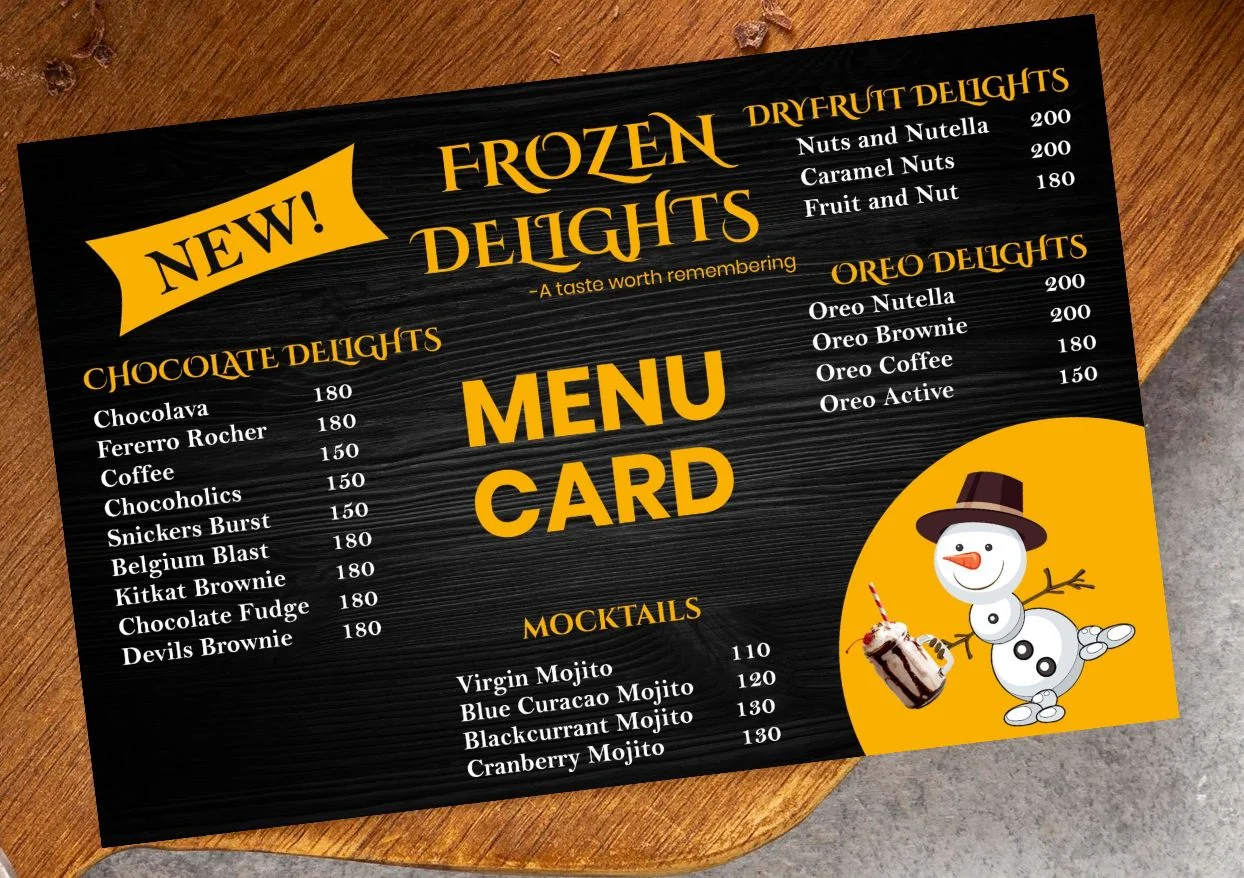 NEW!
FROZEN
DELIGHTS
-A taste worth remembering
CHOCOLATE DELIGHTS
Chocolava 180
Fererro Rocher 180
Coffee 150
Chocoholics 150
Snickers Burst 150
Belgium Blast 180
Kitkat Brownie 180
Chocolate Fudge 180
Devils Brownie 180
MENU
CARD
MOCKTAILS
Virgin Mojito 110
Blue Curacao Mojito 120
Blackcurrant Mojito 130
Cranberry Mojito 130
DRYFRUIT DELIGHTS
Nuts and Nutella 200
Caramel Nuts 200
Fruit and Nut 180
OREO DELIGHTS
Oreo Nutella 200
Oreo Brownie 200
Oreo Coffee 180
Oreo Active 150